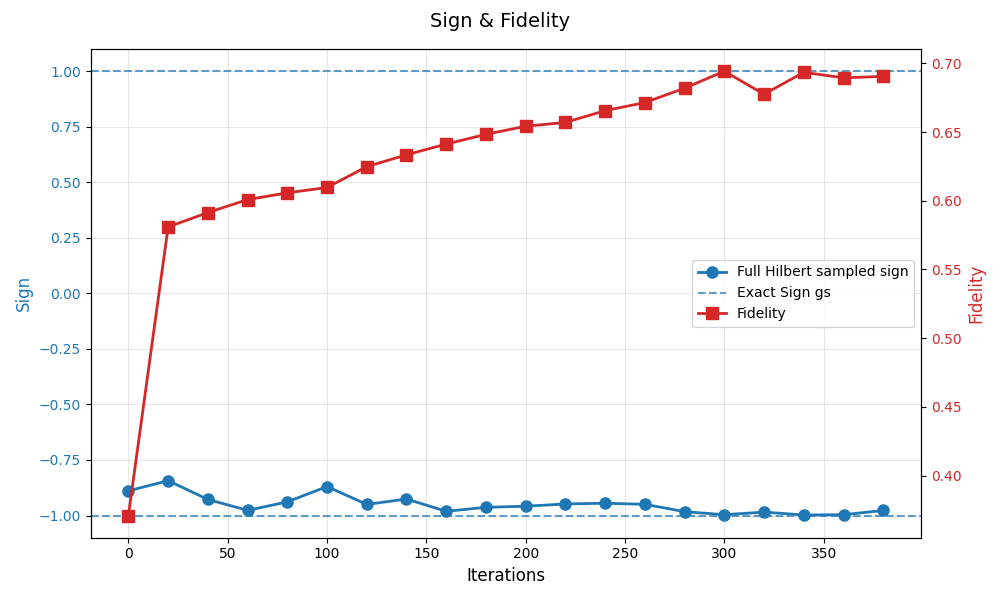 Sign & Fidelity
1.00
0.75
0.50
0.25
0.00
−0.25
−0.50
−0.75
−1.00
Sign
0.70
0.65
0.60
0.55
0.50
0.45
0.40
Fidelity
Full Hilbert sampled sign
Exact Sign gs
Fidelity
0 50 100 150 200 250 300 350
Iterations